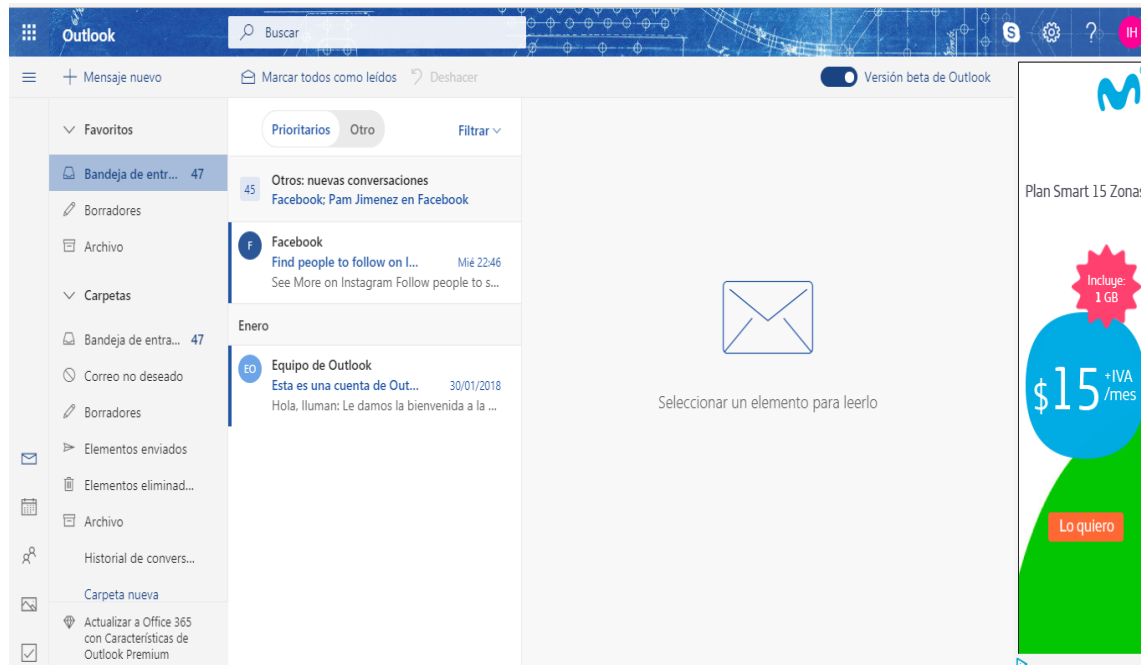 Outlook
Buscar
S
?
IH
Mensaje nuevo
Marcar todos como leídos
Deshacer
Versión beta de Outlook
Favoritos
Bandeja de entr... 47
Borradores
Archivo
Carpetas
Bandeja de entra... 47
Correo no deseado
Borradores
Elementos enviados
Elementos eliminad...
Archivo
Historial de convers...
Carpeta nueva
Actualizar a Office 365
con Características de
Outlook Premium
Prioritarios Otro
Filtrar
45
Otros: nuevas conversaciones
Facebook; Pam Jimenez en Facebook
F
Facebook
Find people to follow on I... Mié 22:46
See More on Instagram Follow people to s...
Enero
EO
Equipo de Outlook
Esta es una cuenta de Out... 30/01/2018
Hola, Iluman: Le damos la bienvenida a la ...
Seleccionar un elemento para leerlo
Plan Smart 15 Zonas
Incluye:
1 GB
$15 +IVA
/mes
Lo quiero